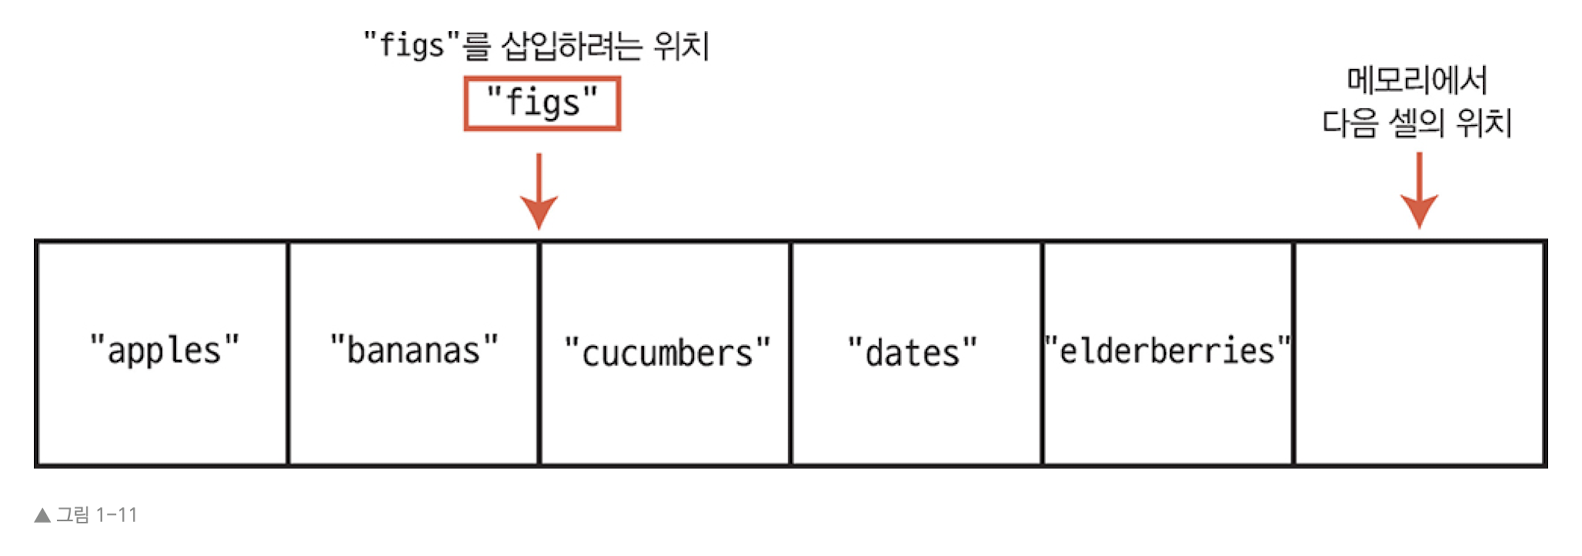 "figs"를 삽입하려는 위치
"figs"
메모리에서
다음 셀의 위치
"apples" "bananas" "cucumbers" "dates" "elderberries"
▲ 그림 1-11